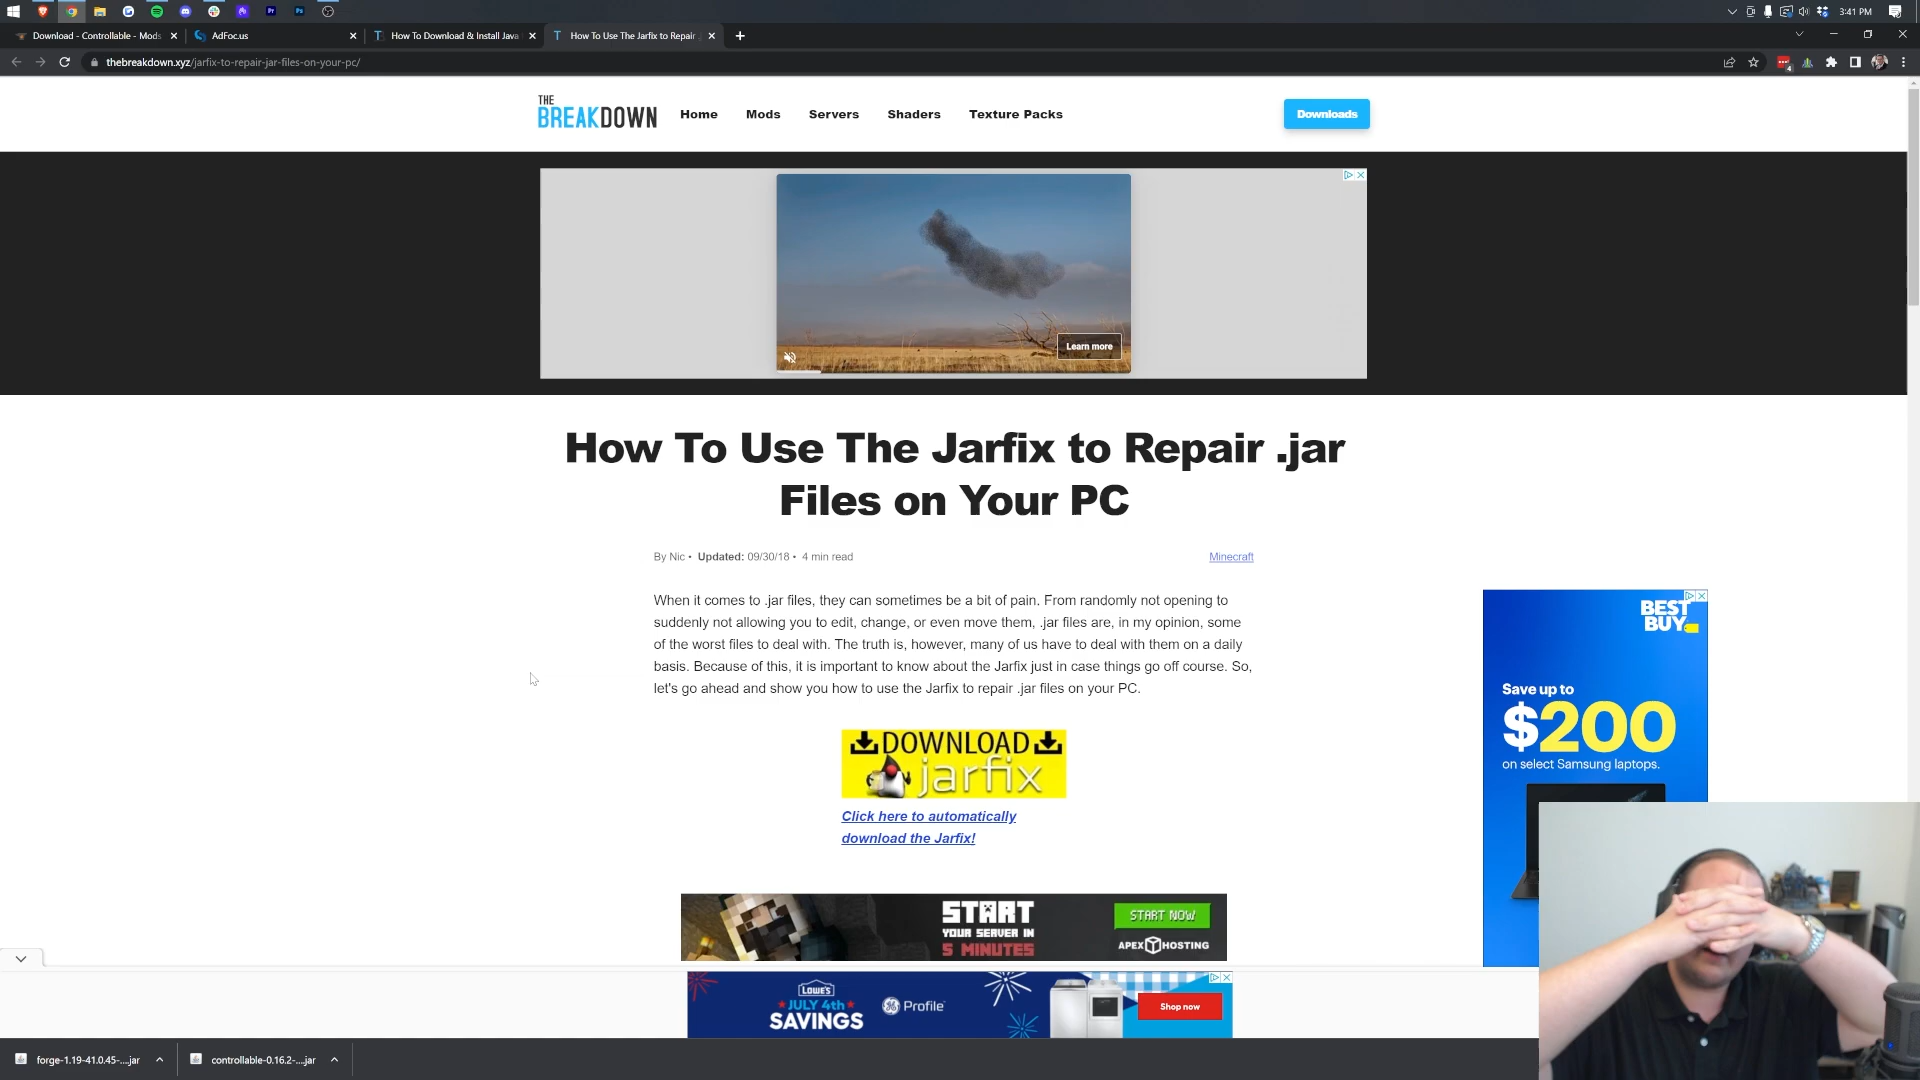 3:41 PM
Download - Controllable - Mods
AdFoc.us
How To Download & Install Java
How To Use The Jarfix to Repair
thebreakdown.xyz/jarfix-to-repair-jar-files-on-your-pc/
4
THE
BREAKDOWN
Home
Mods
Servers
Shaders
Texture Packs
Downloads
Learn more
How To Use The Jarfix to Repair .jar
Files on Your PC
By Nic • Updated: 09/30/18 • 4 min read
Minecraft
When it comes to .jar files, they can sometimes be a bit of pain. From randomly not opening to
suddenly not allowing you to edit, change, or even move them, .jar files are, in my opinion, some
of the worst files to deal with. The truth is, however, many of us have to deal with them on a daily
basis. Because of this, it is important to know about the Jarfix just in case things go off course. So,
let's go ahead and show you how to use the Jarfix to repair .jar files on your PC.
DOWNLOAD
jarfix
Click here to automatically
download the Jarfix!
BEST
BUY
Save up to
$200
on select Samsung laptops.
START
YOUR SERVER IN
5 MINUTES
START NOW
APEX HOSTING
LOWE'S
JULY 4th
SAVINGS
GE Profile
Shop now
forge-1.19-41.0.45-....jar
controllable-0.16.2-....jar